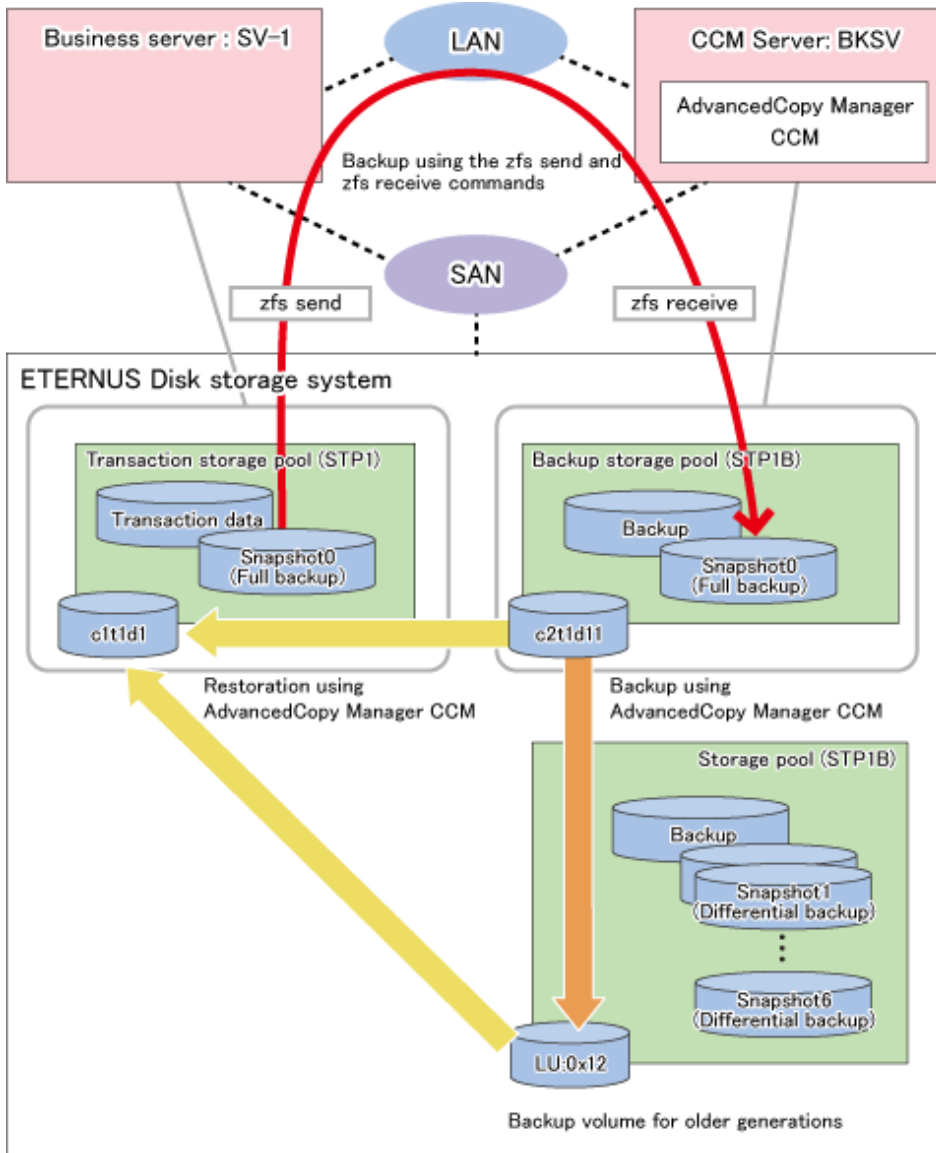 Business server : SV-1
LAN
CCM Server: BKSV
AdvancedCopy Manager
CCM
Backup using the zfs send and
zfs receive commands
SAN
zfs send
zfs receive
ETERNUS Disk storage system
Transaction storage pool (STP1)
Transaction data
Snapshot0
(Full backup)
c1t1d1
Backup storage pool (STP1B)
Backup
Snapshot0
(Full backup)
c2t1d11
Restoration using
AdvancedCopy Manager CCM
Backup using
AdvancedCopy Manager CCM
Storage pool (STP1B)
Backup
Snapshot1
(Differential backup)
Snapshot6
(Differential backup)
LU:0x12
Backup volume for older generations